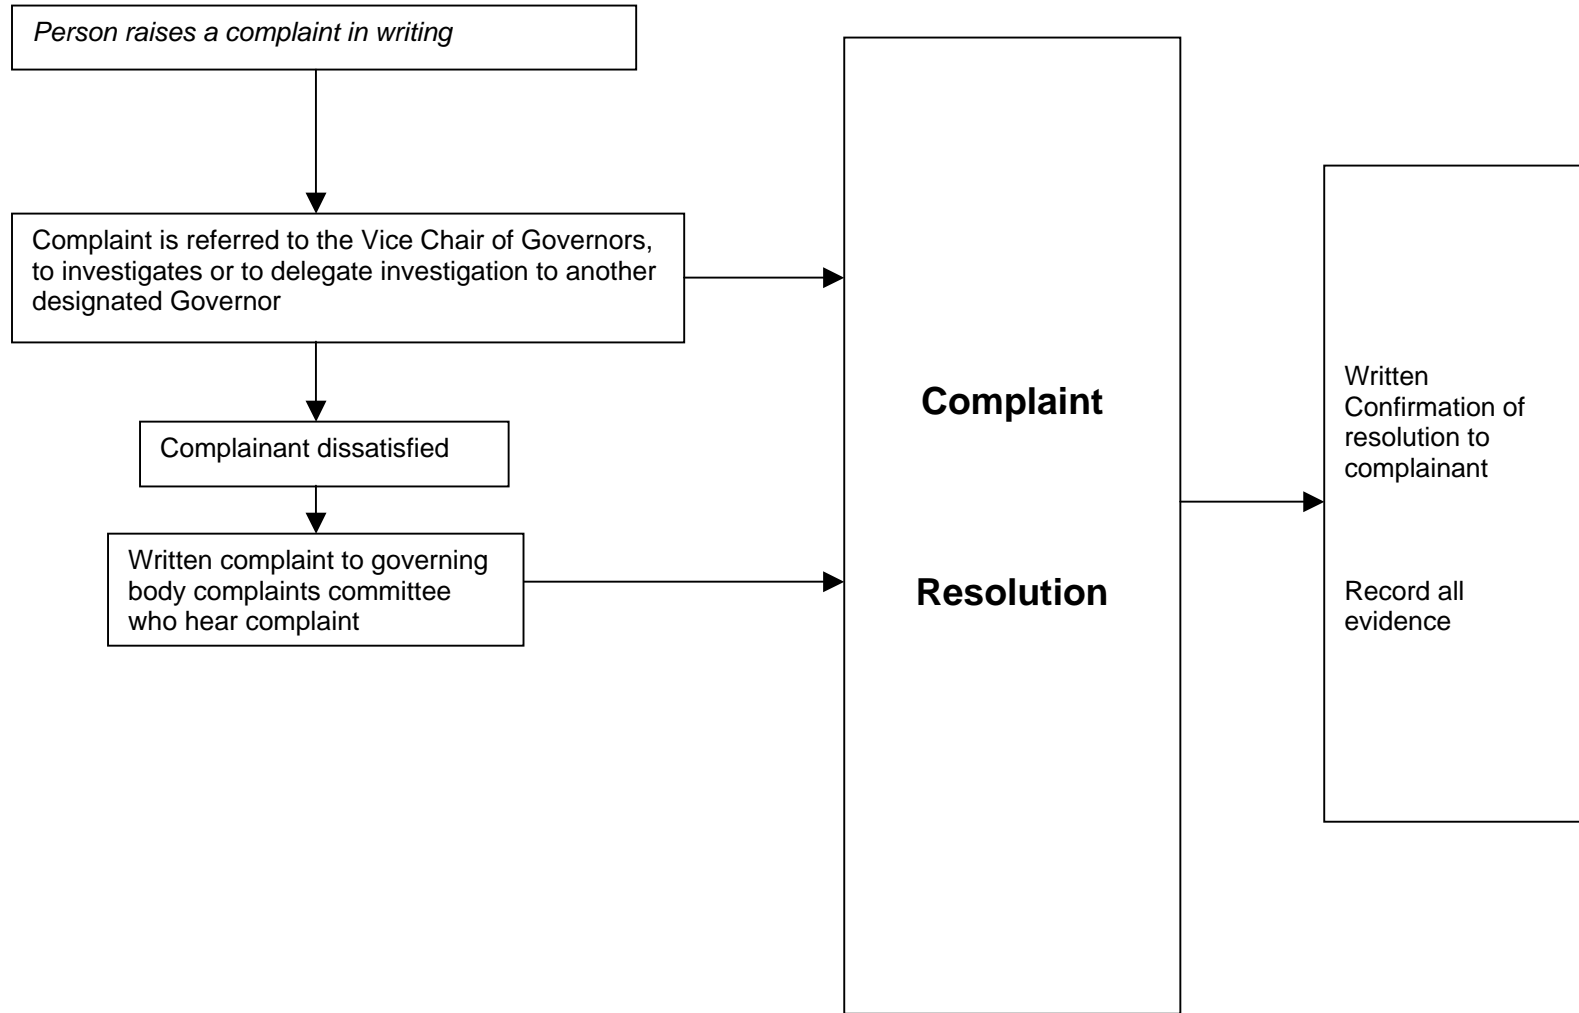 Person raises a complaint in writing
Complaint is referred to the Vice Chair of Governors,
to investigates or to delegate investigation to another
designated Governor
Complainant dissatisfied
Written complaint to governing
body complaints committee
who hear complaint
Complaint
Resolution
Written
Confirmation of
resolution to
complainant
Record all
evidence